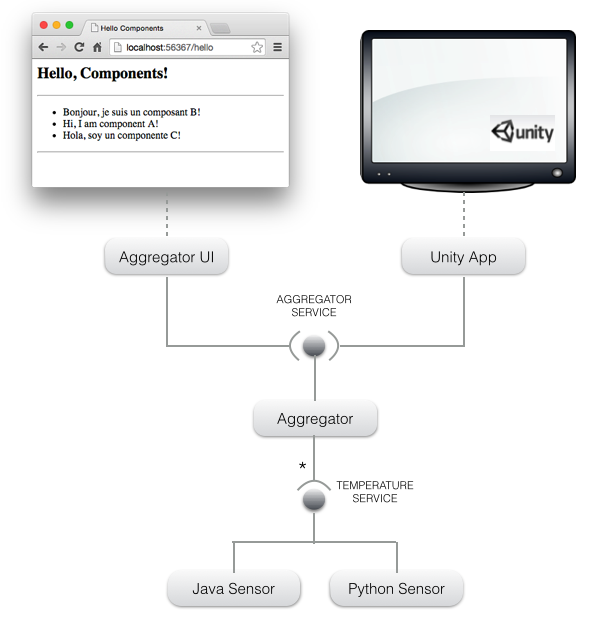 Hello Components
localhost:56367/hello
Hello, Components!
Bonjour, je suis un composant B!
Hi, I am component A!
Hola, soy un componente C!
unity
Aggregator UI
Unity App
AGGREGATOR
SERVICE
Aggregator
*
TEMPERATURE
SERVICE
Java Sensor
Python Sensor